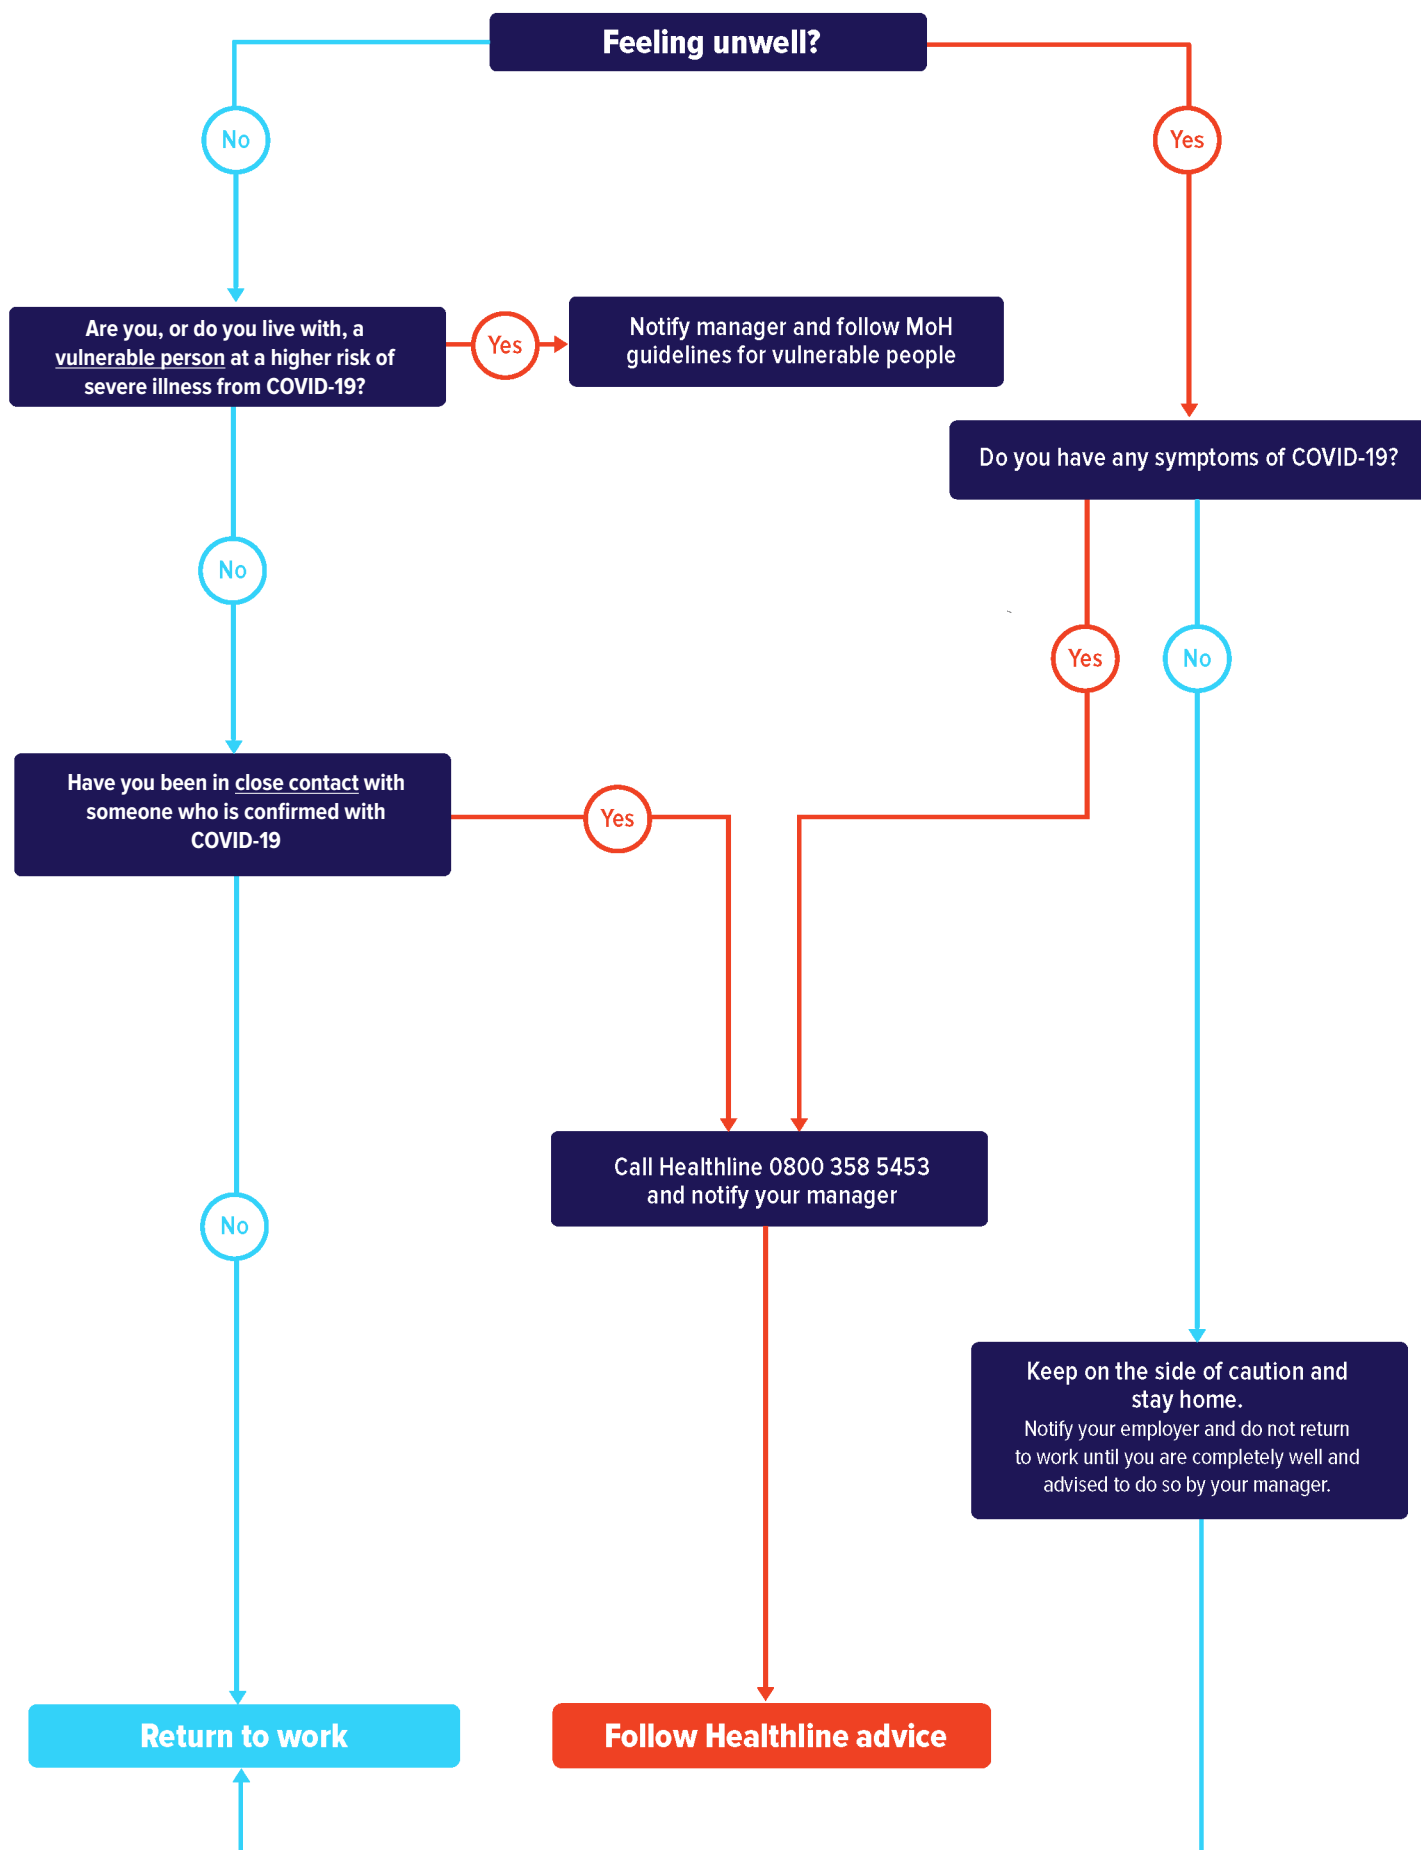 Feeling unwell?
No
Yes
Are you, or do you live with, a
vulnerable person at a higher risk of
severe illness from COVID-19?
Yes
Notify manager and follow MoH
guidelines for vulnerable people
Do you have any symptoms of COVID-19?
No
Yes
No
Have you been in close contact with
someone who is confirmed with
COVID-19
Yes
Call Healthline 0800 358 5453
and notify your manager
No
Keep on the side of caution and
stay home.
Notify your employer and do not return
to work until you are completely well and
advised to do so by your manager.
Return to work
Follow Healthline advice